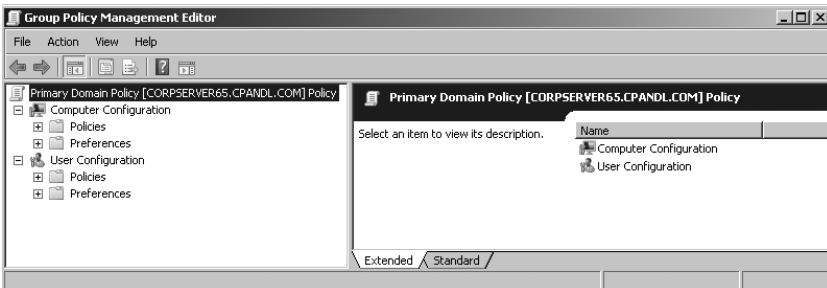 Group Policy Management Editor
File Action View Help
Primary Domain Policy [CORPSERVER65.CPANDL.COM] Policy
Computer Configuration
Policies
Preferences
User Configuration
Policies
Preferences
Primary Domain Policy [CORPSERVER65.CPANDL.COM] Policy
Select an item to view its description.
Name
Computer Configuration
User Configuration
Extended Standard